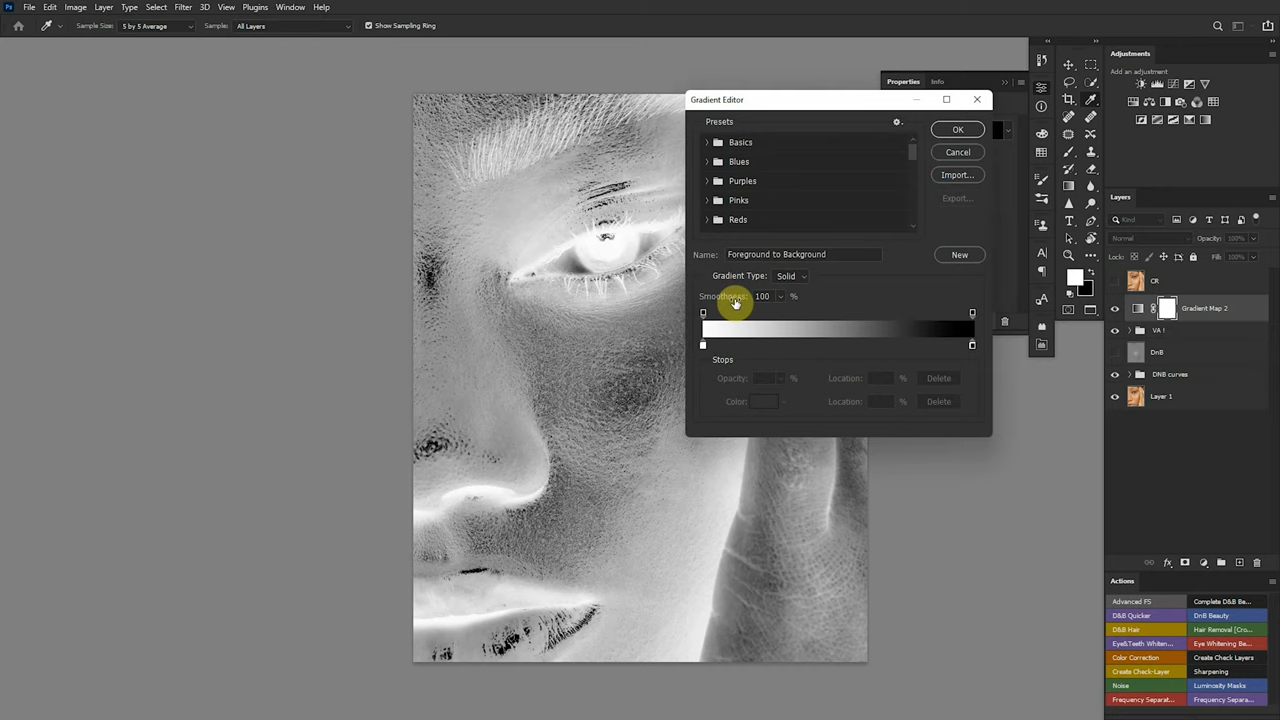 Ps File Edit Image Layer Type Select Filter 3D View Plugins Window Help
Sample Size: 5 by 5 Average Sample: All Layers Show Sampling Ring
Properties Info
Adjustments
Add an adjustment
Gradient Editor
Presets
Basics
Blues
Purples
Pinks
Reds
OK
Cancel
Import...
Export...
Name: Foreground to Background
New
Gradient Type: Solid
Smoothness: 100 %
Stops
Opacity: % Location: % Delete
Color: Location: % Delete
Layers
Kind
Normal Opacity: 100%
Lock: Fill: 100%
CR
Gradient Map 2
VA !
DnB
DNB curves
Layer 1
Actions
Advanced FS Complete D&B Be...
D&B Quicker DnB Beauty
D&B Hair Hair Removal [Cro...
Eye&Teeth Whiten... Eye Whitening Be...
Color Correction Create Check Layers
Create Check-Layer Sharpening
Noise Luminosity Masks
Frequency Separat... Frequency Separa...